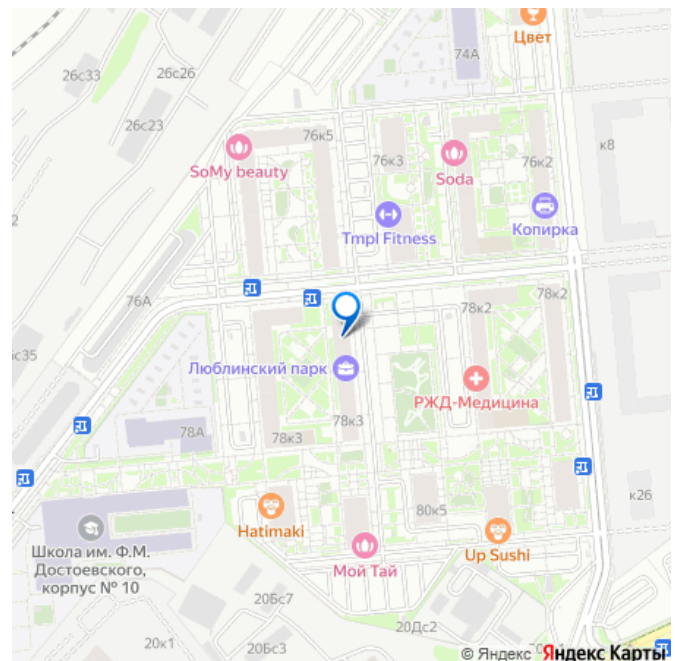 Цвет
74А
26с33
26с26
26с23
76к5
к8
SoMy beauty
76к3
Soda
76к2
Tmpl Fitness
Копирка
76А
78к2
78к2
с35
Люблинский парк
РЖД-Медицина
78к3
78А
78к3
к26
Hatimaki
80к5
Up Sushi
Школа им. Ф.М.
Достоевского,
корпус № 10
Мой Тай
20Бс7
20Дс2
20к1
20Бс3
© Яндекс Яндекс Карты